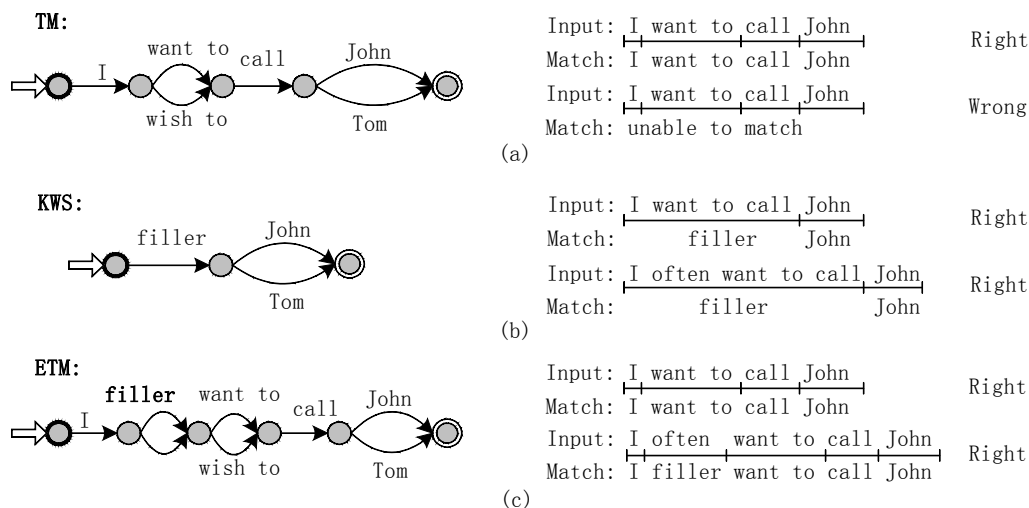 TM:
I
want to
wish to
call
John
Tom
Input: I want to call John
Match: I want to call John
Right
Input: I want to call John
Match: unable to match
Wrong
(a)
KWS:
filler
John
Tom
Input: I want to call John
Match: filler John
Right
Input: I often want to call John
Match: filler John
Right
(b)
ETM:
I
filler
want to
wish to
call
John
Tom
Input: I want to call John
Match: I want to call John
Right
Input: I often want to call John
Match: I filler want to call John
Right
(c)